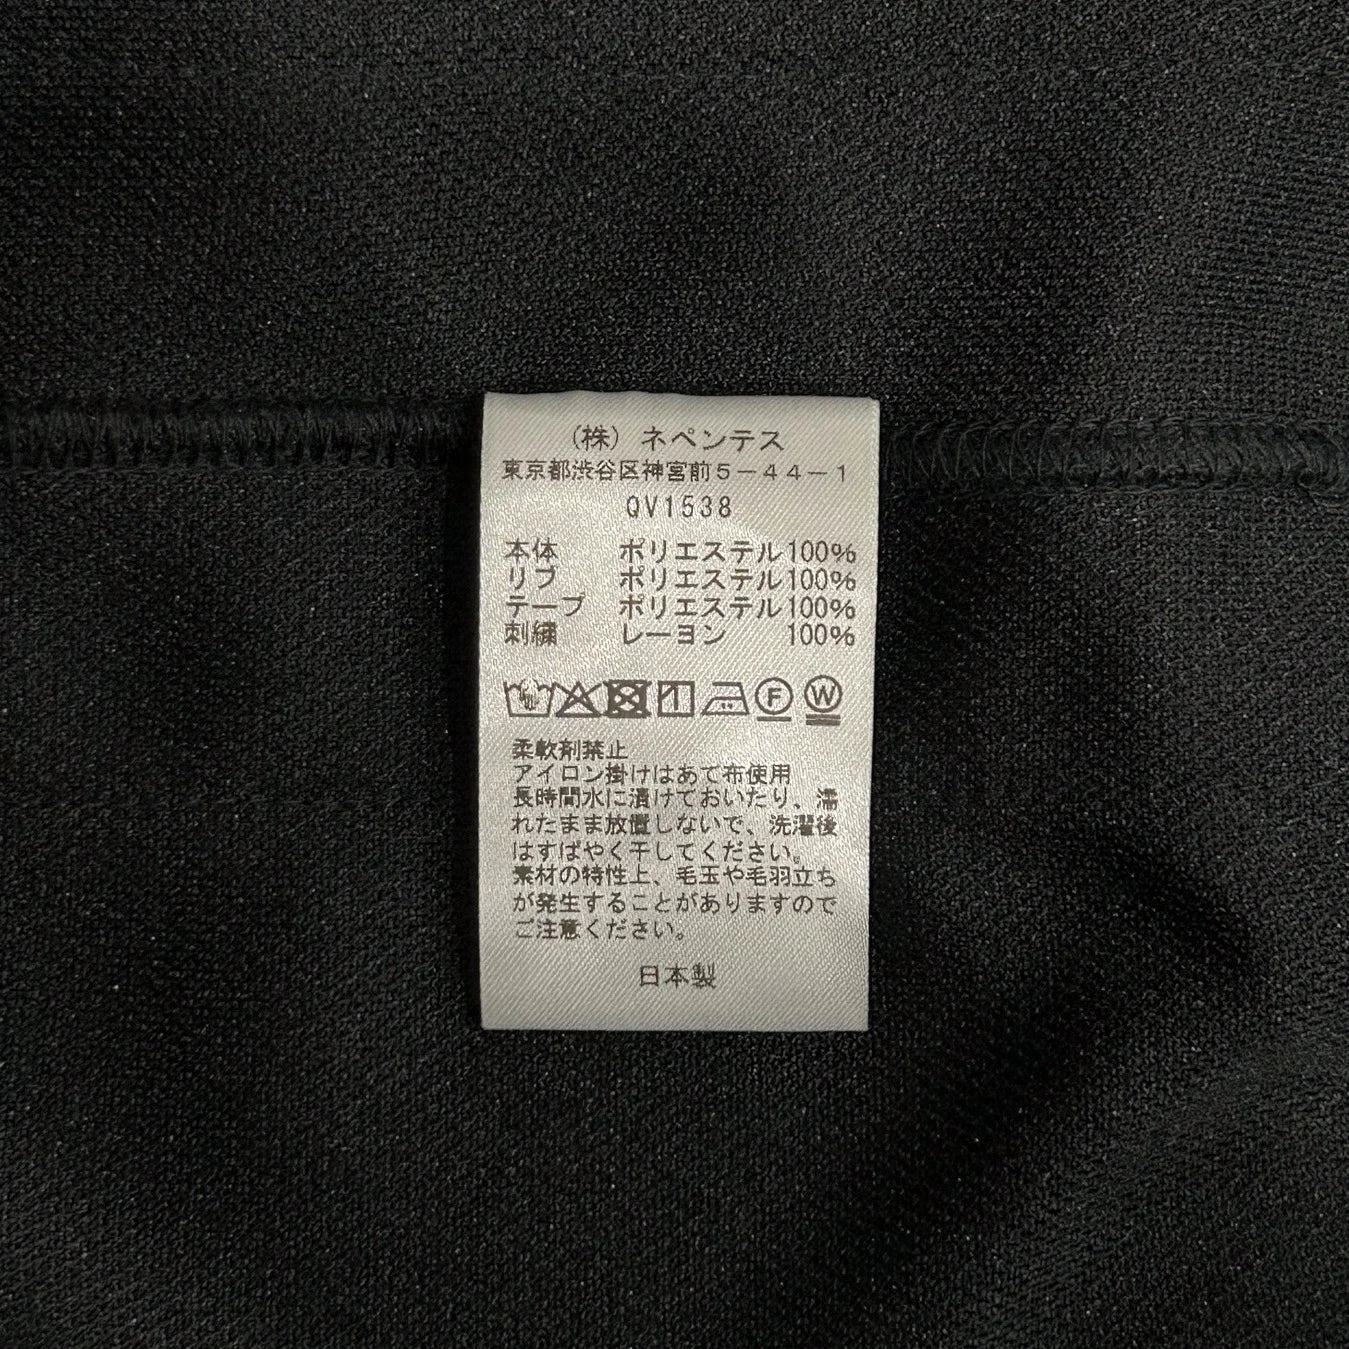 (株) ネペンテス
東京都渋谷区神宮前5-44-1
QV1538
本体 ポリエステル100%
リブ ポリエステル100%
テープ ポリエステル100%
刺繍 レーヨン 100%
F W
柔軟剤禁止
アイロン掛けはあて布使用
長時間水に漬けておいたり、濡
れたまま放置しないで、洗濯後
はすばやく干してください。
素材の特性上、毛玉や毛羽立ち
が発生することがありますので
ご注意ください。
日本製